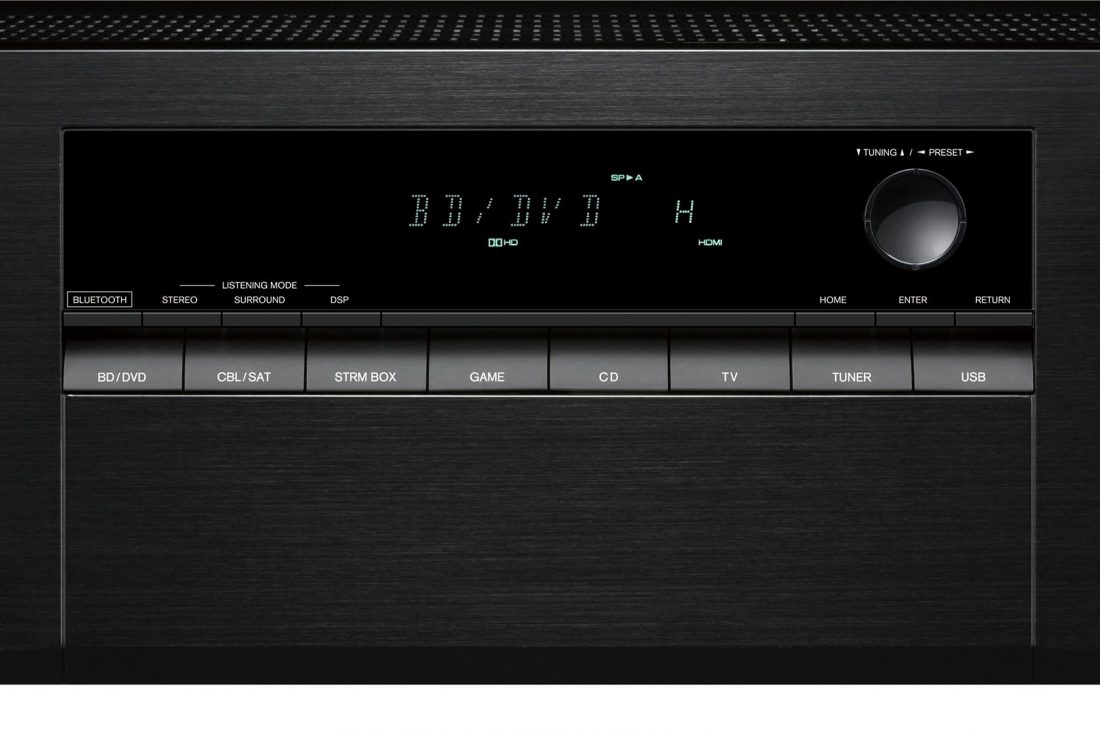 ▼ TUNING ▲ / ◄ PRESET ►
SP►A
BD/DVD H
DD HD HDMI
LISTENING MODE
BLUETOOTH STEREO SURROUND DSP HOME ENTER RETURN
BD/DVD CBL/SAT STRM BOX GAME CD TV TUNER USB